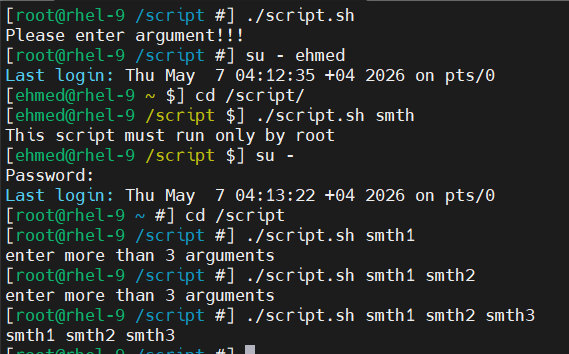 [root@rhel-9 /script #] ./script.sh
Please enter argument!!!
[root@rhel-9 /script #] su - ehmed
Last login: Thu May  7 04:12:35 +04 2026 on pts/0
[ehmed@rhel-9 ~ $] cd /script/
[ehmed@rhel-9 /script $] ./script.sh smth
This script must run only by root
[ehmed@rhel-9 /script $] su -
Password:
Last login: Thu May  7 04:13:22 +04 2026 on pts/0
[root@rhel-9 ~ #] cd /script
[root@rhel-9 /script #] ./script.sh smth1
enter more than 3 arguments
[root@rhel-9 /script #] ./script.sh smth1 smth2
enter more than 3 arguments
[root@rhel-9 /script #] ./script.sh smth1 smth2 smth3
smth1 smth2 smth3
[root@rhel-9 /script #]